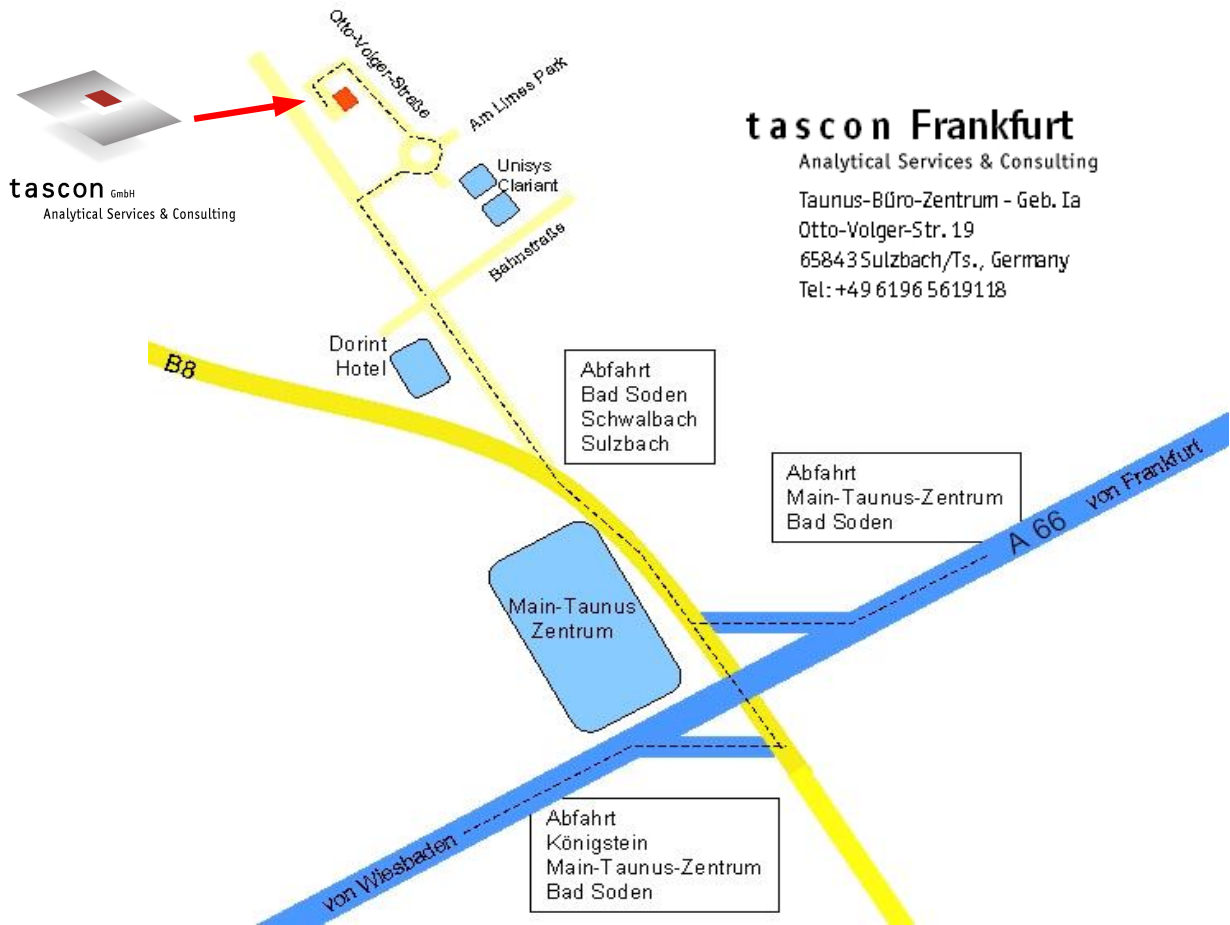 Otto-Volger-Straße
Am Limes Park
tascon GmbH
Analytical Services & Consulting
tascon Frankfurt
Analytical Services & Consulting
Taunus-Büro-Zentrum - Geb. Ia
Otto-Volger-Str. 19
65843 Sulzbach/Ts., Germany
Tel: +49 6196 5619118
Unisys
Clariant
Bahnstraße
Dorint
Hotel
B8
Abfahrt
Bad Soden
Schwalbach
Sulzbach
Abfahrt
Main-Taunus-Zentrum
Bad Soden
A 66 von Frankfurt
Main-Taunus
Zentrum
von Wiesbaden
Abfahrt
Königstein
Main-Taunus-Zentrum
Bad Soden